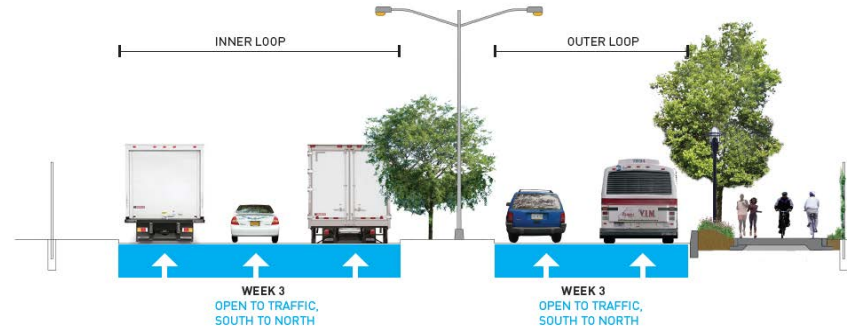 INNER LOOP
OUTER LOOP
VIM
WEEK 3
OPEN TO TRAFFIC,
SOUTH TO NORTH
WEEK 3
OPEN TO TRAFFIC,
SOUTH TO NORTH